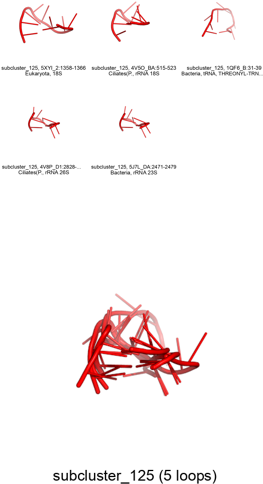 subcluster_125, 5XYI_2:1358-1366
Eukaryota, 18S
subcluster_125, 4V5O_BA:515-523
Ciliates(P., rRNA 18S
subcluster_125, 1QF6_B:31-39
Bacteria, tRNA, THREONYL-TRN...
subcluster_125, 4V8P_D1:2626-...
Ciliates(P., rRNA 26S
subcluster_125, 5J7L_DA:2471-2479
Bacteria, rRNA 23S
subcluster_125 (5 loops)